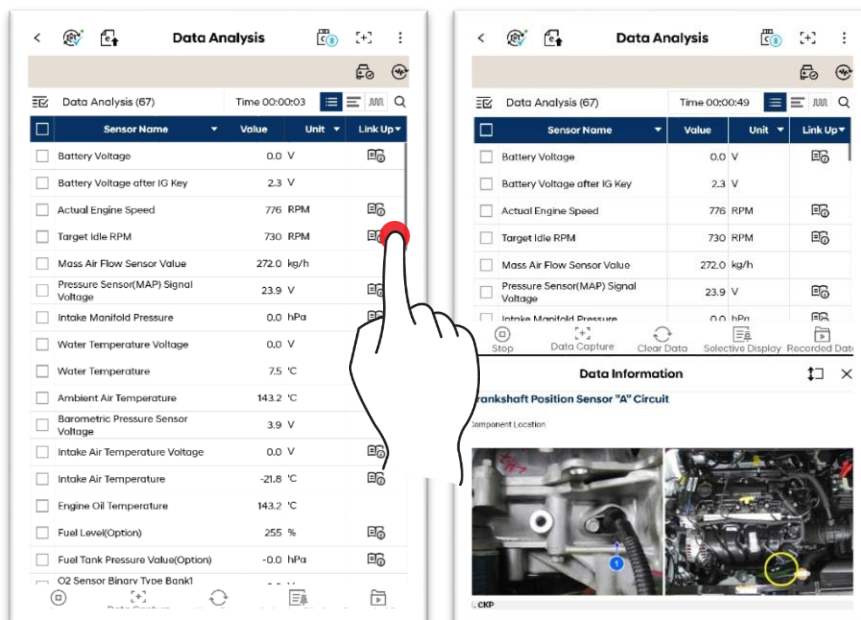 Data Analysis
Data Analysis (67)
Time 00:00:03
Sensor Name Value Unit Link Up
Battery Voltage 0.0 V
Battery Voltage after IG Key 2.3 V
Actual Engine Speed 776 RPM
Target Idle RPM 730 RPM
Mass Air Flow Sensor Value 272.0 kg/h
Pressure Sensor(MAP) Signal
Voltage 23.9 V
Intake Manifold Pressure 0.0 hPa
Water Temperature Voltage 0.0 V
Water Temperature 7.5 'C
Ambient Air Temperature 143.2 'C
Barometric Pressure Sensor
Voltage 3.9 V
Intake Air Temperature Voltage 0.0 V
Intake Air Temperature -21.8 'C
Engine Oil Temperature 143.2 'C
Fuel Level(Option) 255 %
Fuel Tank Pressure Value(Option) -0.0 hPa
O2 Sensor Binary Type Bank1
Data Analysis
Data Analysis (67)
Time 00:00:49
Sensor Name Value Unit Link Up
Battery Voltage 0.0 V
Battery Voltage after IG Key 2.3 V
Actual Engine Speed 776 RPM
Target Idle RPM 730 RPM
Mass Air Flow Sensor Value 272.0 kg/h
Pressure Sensor(MAP) Signal
Voltage 23.9 V
Intake Manifold Pressure 0.0 hPa
Stop Data Capture Clear Data Selective Display Recorded Data
Data Information
Crankshaft Position Sensor "A" Circuit
Component Location
1
1. CKP